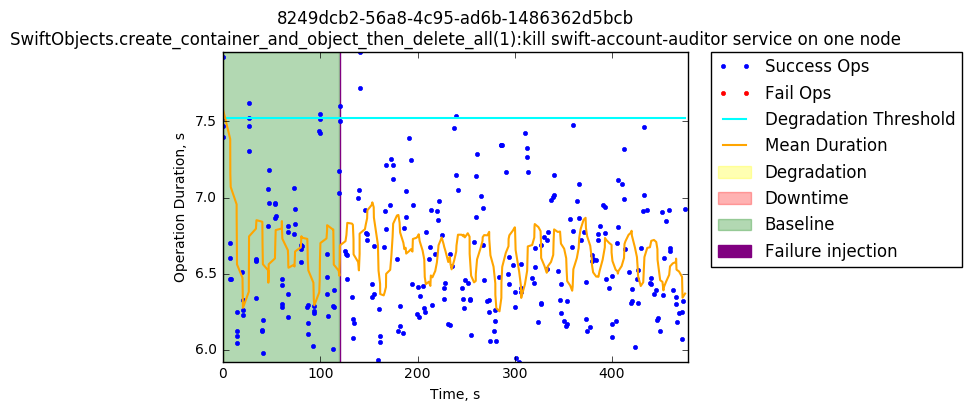 8249dcb2-56a8-4c95-ad6b-1486362d5bcb
SwiftObjects.create_container_and_object_then_delete_all(1):kill swift-account-auditor service on one node
7.5
7.0
6.5
6.0
Operation Duration, s
0 100 200 300 400
Time, s
Success Ops
Fail Ops
Degradation Threshold
Mean Duration
Degradation
Downtime
Baseline
Failure injection